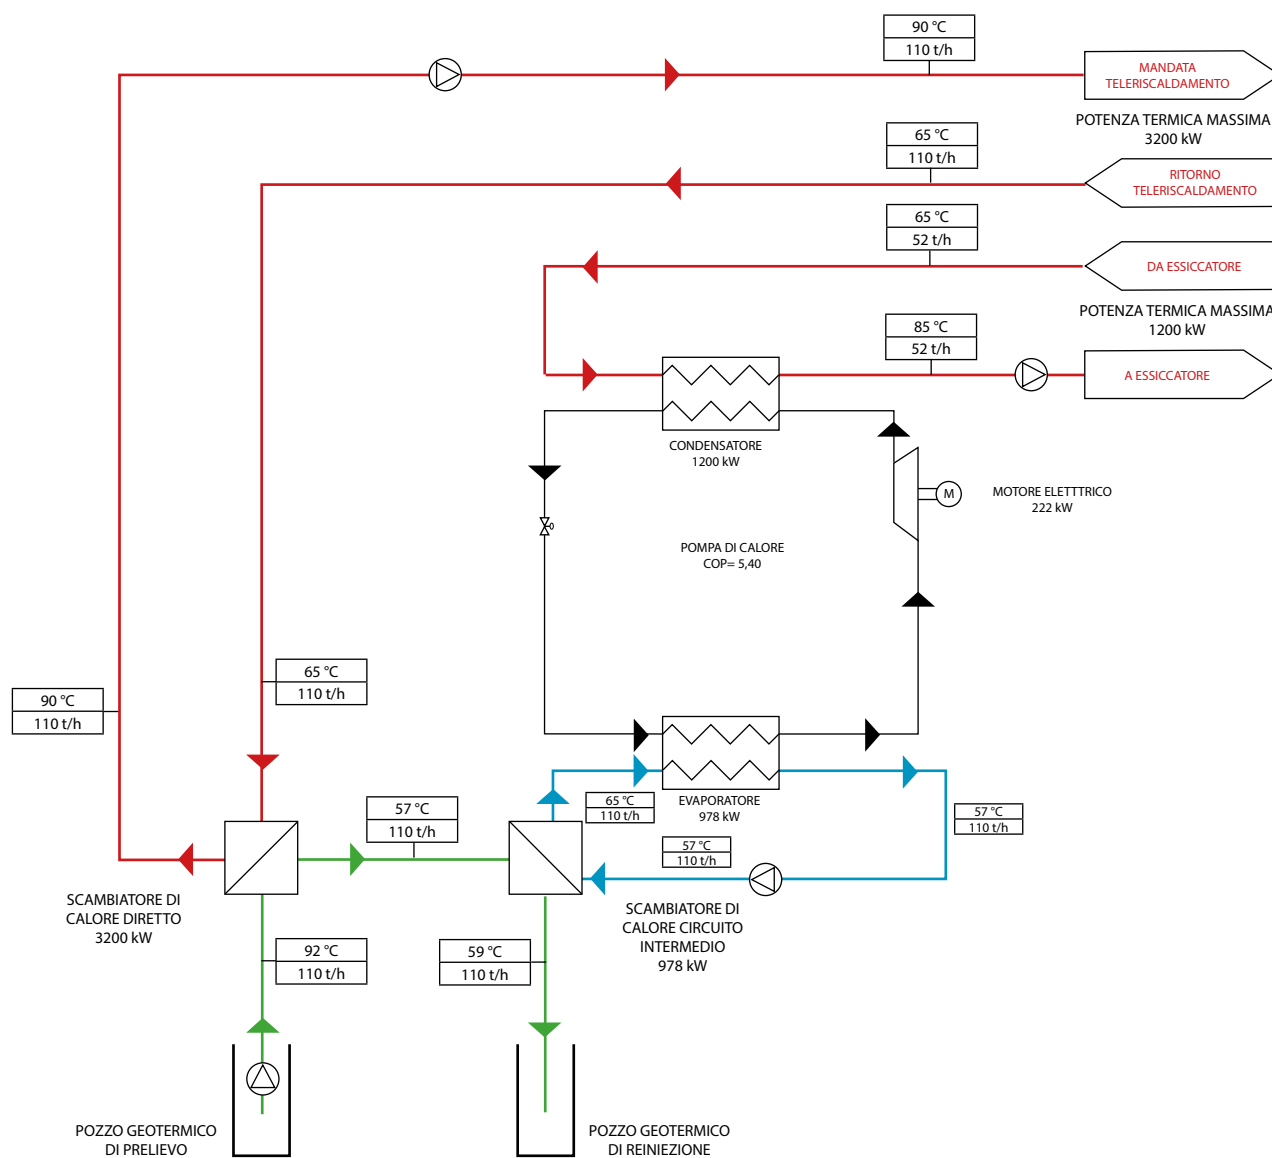 90 °C
110 t/h
MANDATA
TELERISCALDAMENTO
POTENZA TERMICA MASSIMA
3200 kW
65 °C
110 t/h
RITORNO
TELERISCALDAMENTO
65 °C
52 t/h
DA ESSICCATORE
POTENZA TERMICA MASSIMA
1200 kW
85 °C
52 t/h
A ESSICCATORE
CONDENSATORE
1200 kW
M
MOTORE ELETTTRICO
222 kW
POMPA DI CALORE
COP= 5,40
65 °C
110 t/h
90 °C
110 t/h
57 °C
110 t/h
65 °C
110 t/h
EVAPORATORE
978 kW
57 °C
110 t/h
57 °C
110 t/h
SCAMBIATORE DI
CALORE DIRETTO
3200 kW
SCAMBIATORE DI
CALORE CIRCUITO
INTERMEDIO
978 kW
92 °C
110 t/h
59 °C
110 t/h
POZZO GEOTERMICO
DI PRELIEVO
POZZO GEOTERMICO
DI REINIEZIONE